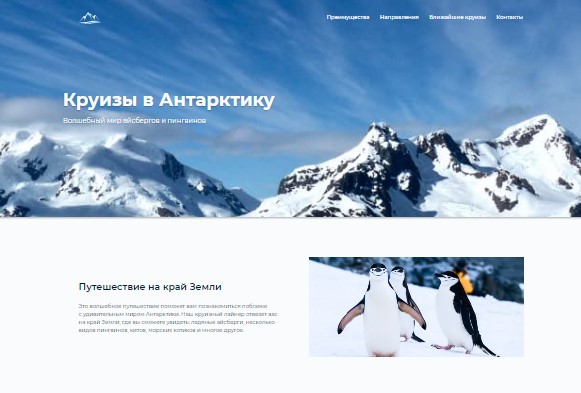 Преимущества Направления Ближайшие круизы Контакты
Круизы в Антарктику
Волшебный мир айсбергов и пингвинов
Путешествие на край Земли
Это волшебное путешествие поможет вам познакомиться поближе
с удивительным миром Антарктики. Наш круизный лайнер отвезет вас
на край Земли, где вы сможете увидеть ледяные айсберги, несколько
видов пингвинов, китов, морских котиков и многое другое.